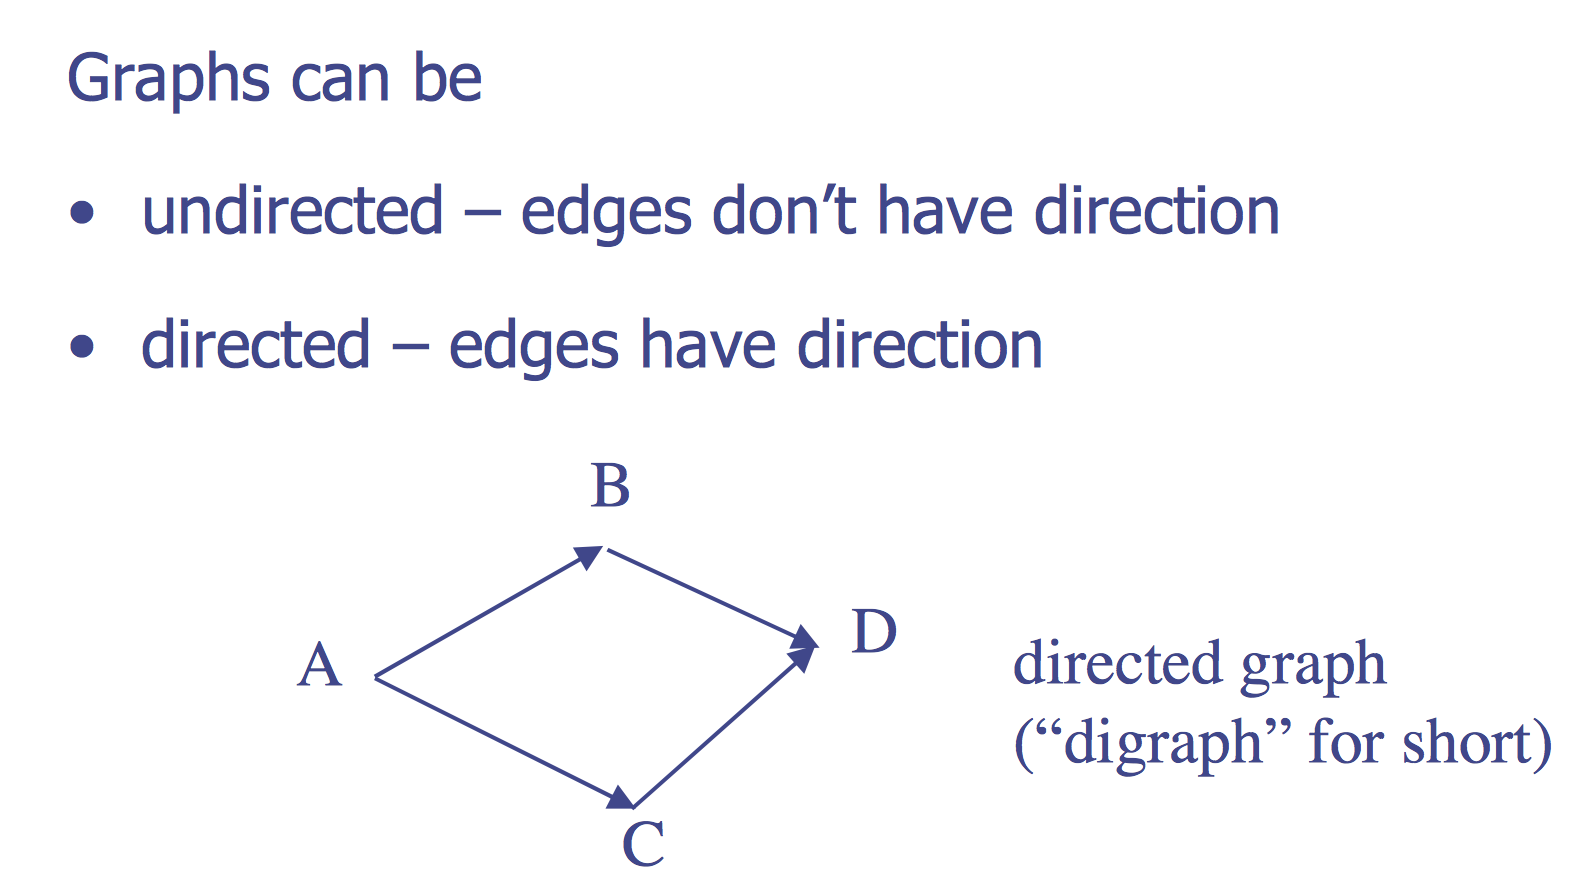 Graphs can be
• undirected – edges don’t have direction
• directed – edges have direction
B
A
D
C
directed graph
(“digraph” for short)